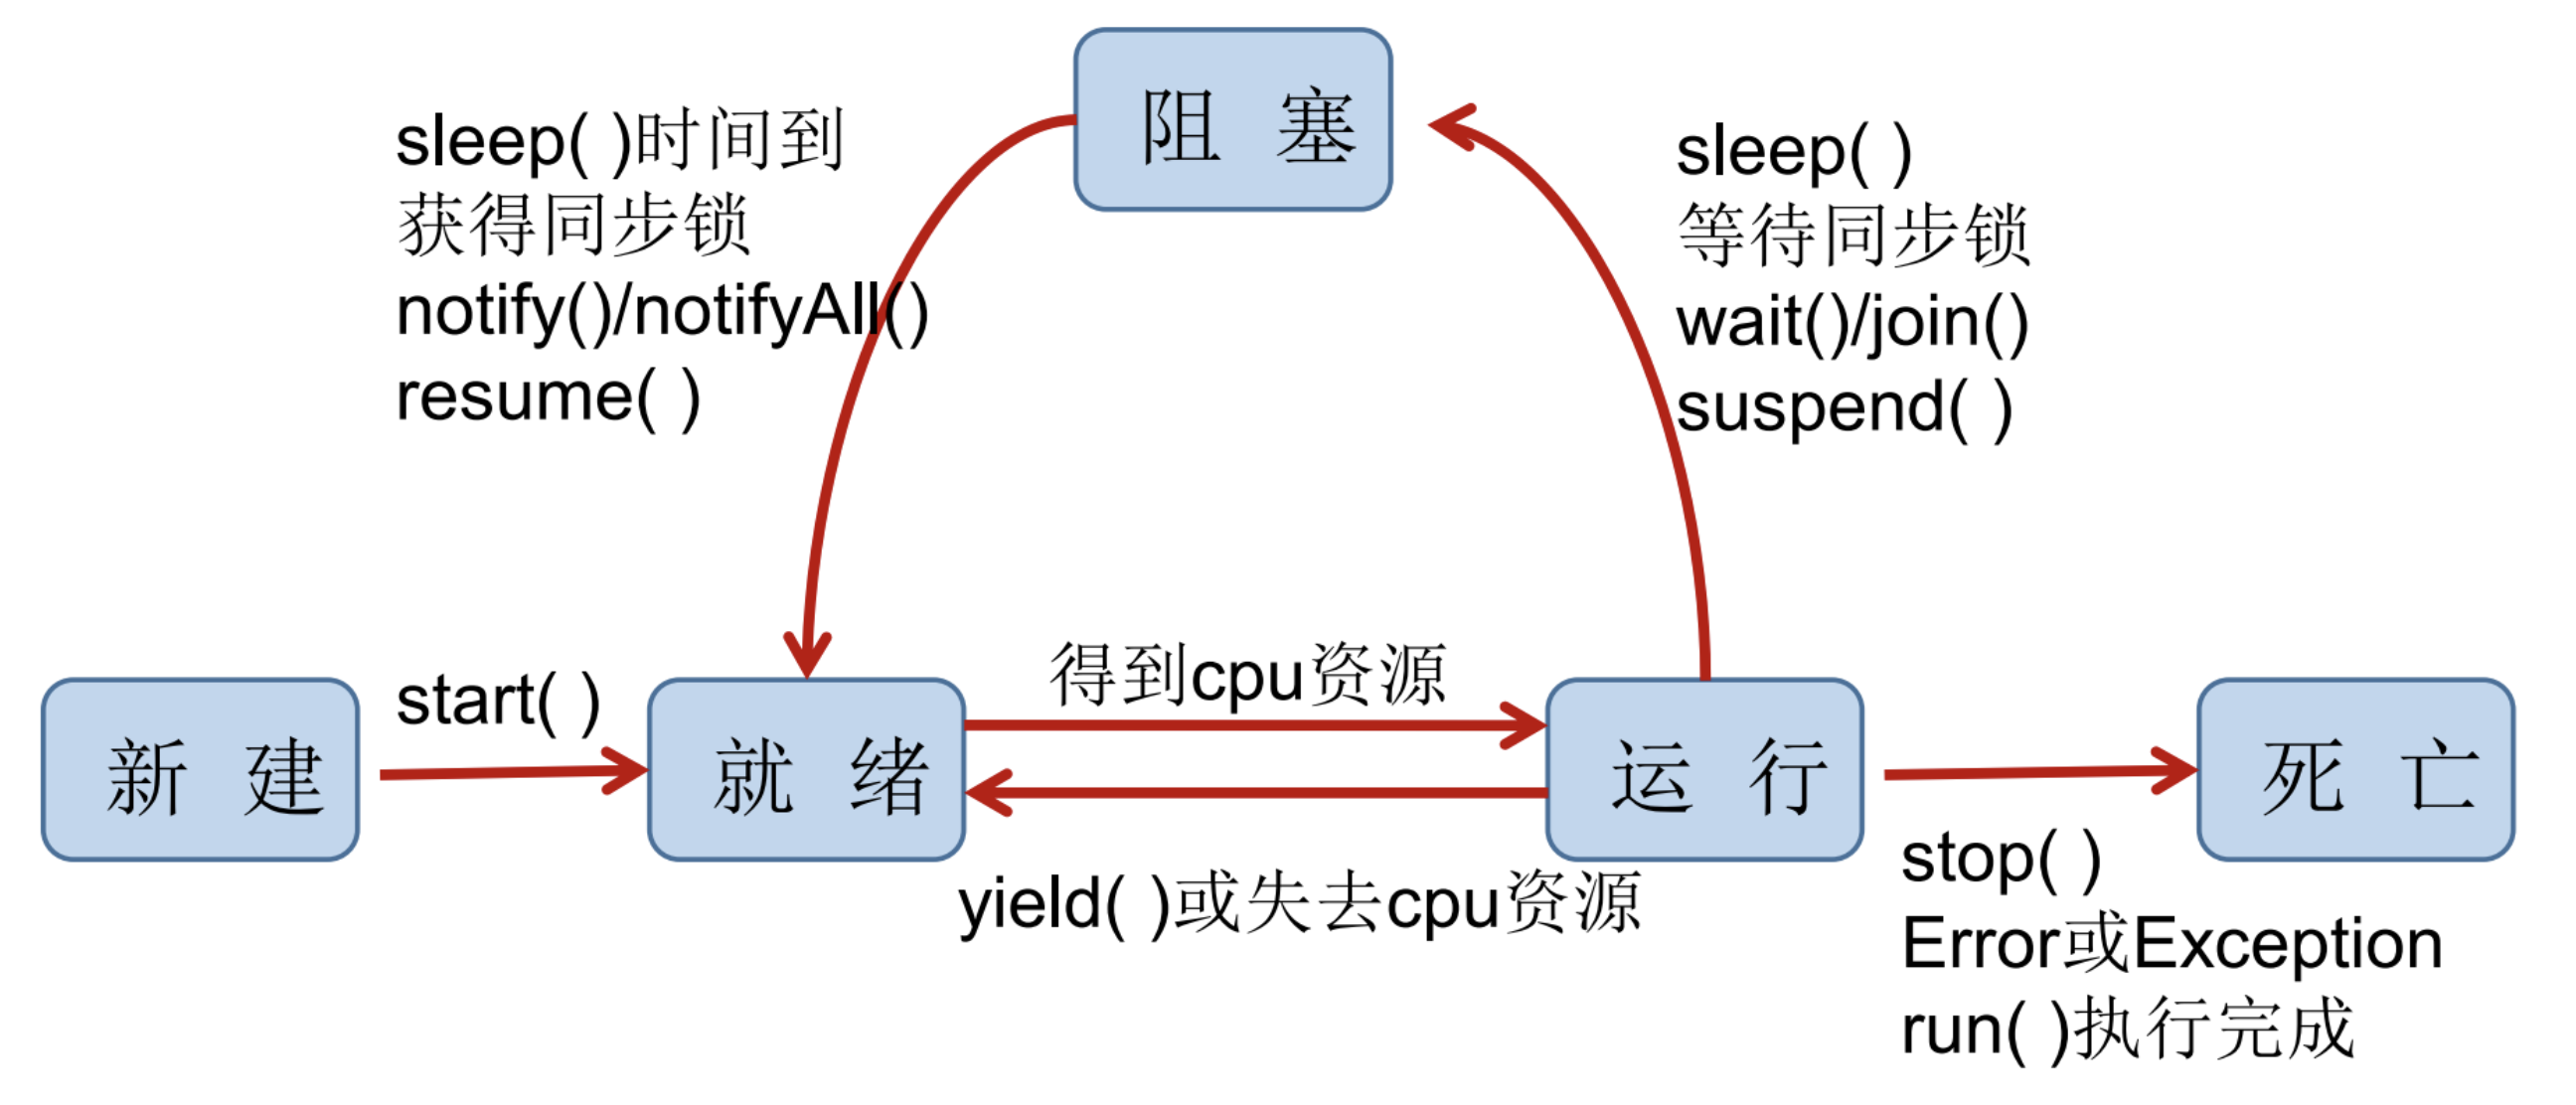 阻 塞
sleep( )时间到
获得同步锁
notify()/notifyAll()
resume( )
sleep( )
等待同步锁
wait()/join()
suspend( )
新 建
start( )
就 绪
得到cpu资源
yield( )或失去cpu资源
运 行
stop( )
Error或Exception
run( )执行完成
死 亡